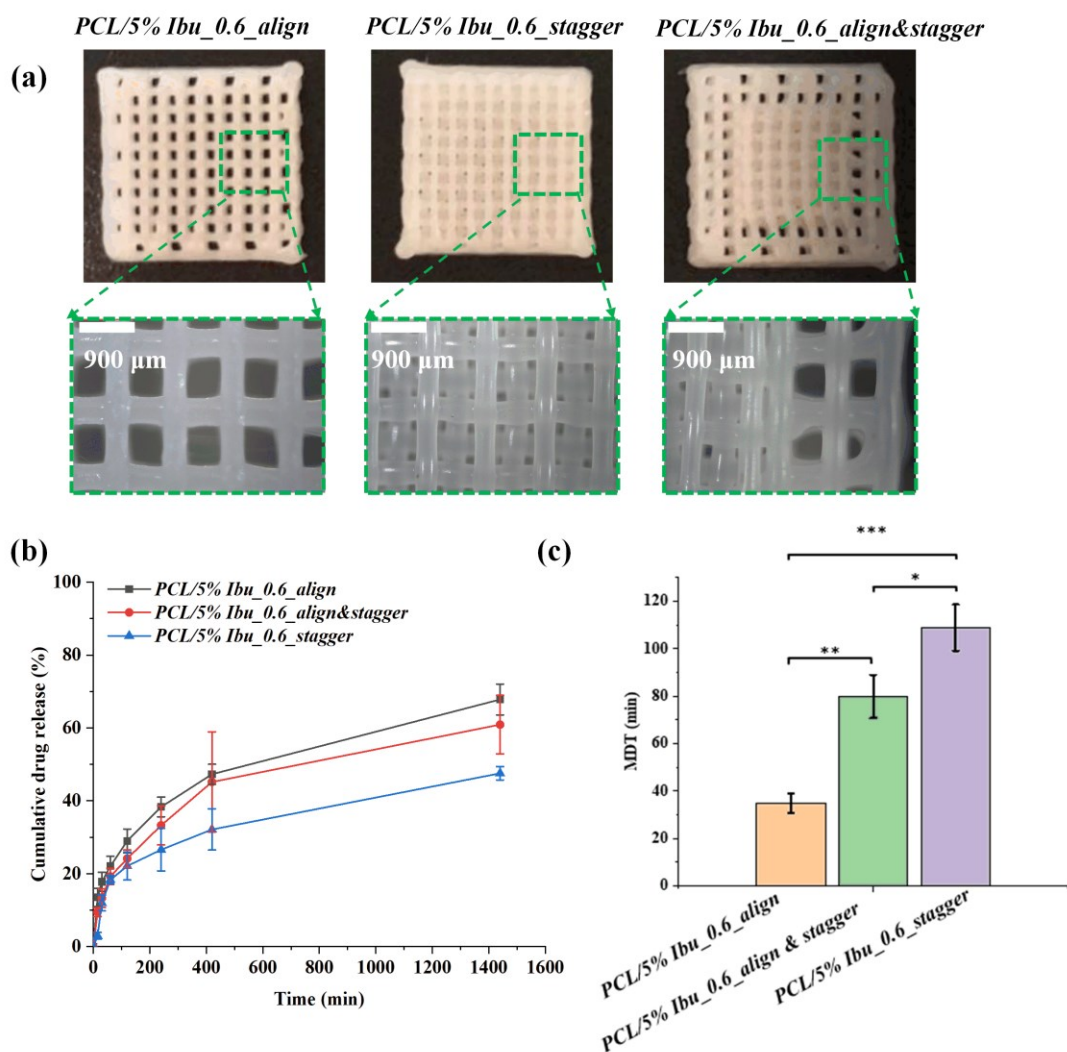 PCL/5% Ibu_0.6_align
PCL/5% Ibu_0.6_stagger
PCL/5% Ibu_0.6_align&stagger
(a)
900 µm
900 µm
900 µm
(b)
100
80
60
40
20
0
Cumulative drug release (%)
PCL/5% Ibu_0.6_align
PCL/5% Ibu_0.6_align&stagger
PCL/5% Ibu_0.6_stagger
0 200 400 600 800 1000 1200 1400 1600
Time (min)
(c)
***
*
**
120
100
80
60
40
20
0
MDT (min)
PCL/5% Ibu_0.6_align
PCL/5% Ibu_0.6_align & stagger
PCL/5% Ibu_0.6_stagger